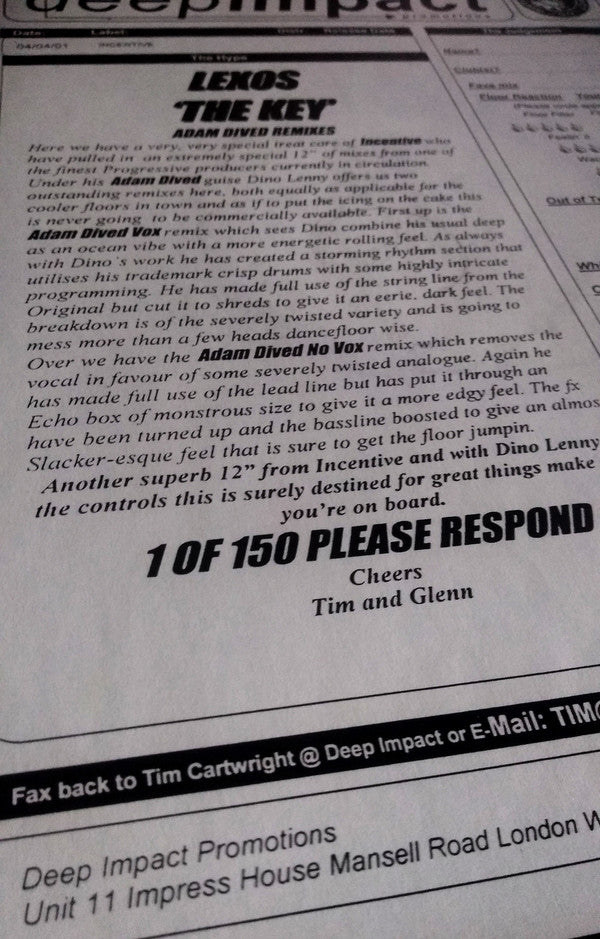 deepimpact
promotions
Date Label Date Release Date
04/04/01 INCENTIVE
The Hype
LEXOS
'THE KEY'
ADAM DIVED REMIXES
Here we have a very, very special treat care of Incentive who
have pulled in an extremely special 12" of mixes from one of
the finest Progressive producers currently in circulation.
Under his Adam Dived guise Dino Lenny offers us two
outstanding remixes here, both equally as applicable for the
cooler floors in town and as if to put the icing on the cake this
is never going to be commercially available. First up is the
Adam Dived Vox remix which sees Dino combine his usual deep
as an ocean vibe with a more energetic rolling feel. As always
with Dino's work he has created a storming rhythm section that
utilises his trademark crisp drums with some highly intricate
programming. He has made full use of the string line from the
Original but cut it to shreds to give it an eerie, dark feel. The
breakdown is of the severely twisted variety and is going to
mess more than a few heads dancefloor wise.
Over we have the Adam Dived No Vox remix which removes the
vocal in favour of some severely twisted analogue. Again he
has made full use of the lead line but has put it through an
Echo box of monstrous size to give it a more edgy feel. The fx
have been turned up and the bassline boosted to give an almos
Slacker-esque feel that is sure to get the floor jumpin.
Another superb 12" from Incentive and with Dino Lenny
the controls this is surely destined for great things make
you're on board.
1 OF 150 PLEASE RESPOND
Cheers
Tim and Glenn
Name:
Contact:
Fave mix
Floor Reaction
Out of T
Wh
Fax back to Tim Cartwright @ Deep Impact or E-Mail: TIM@
Deep Impact Promotions
Unit 11 Impress House Mansell Road London W